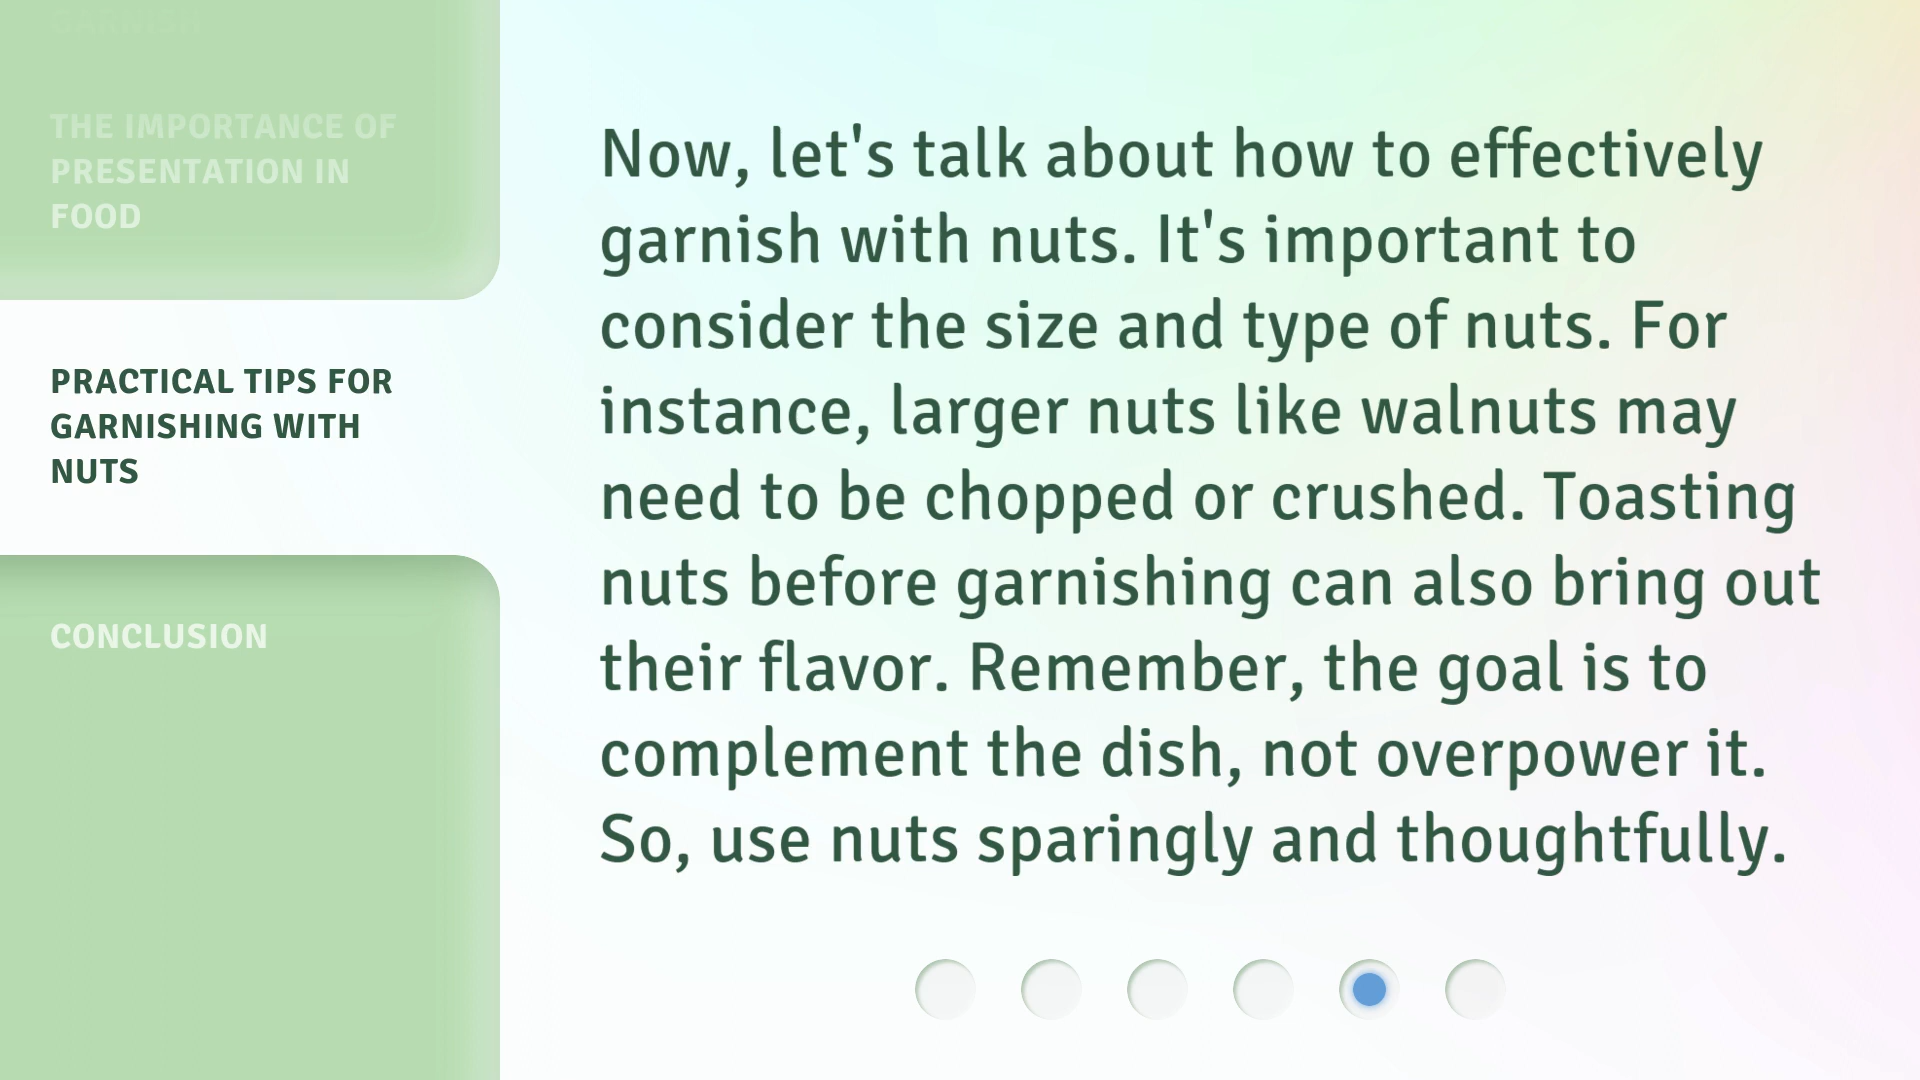 GARNISH
THE IMPORTANCE OF
PRESENTATION IN
FOOD
PRACTICAL TIPS FOR
GARNISHING WITH
NUTS
CONCLUSION
Now, let's talk about how to effectively
garnish with nuts. It's important to
consider the size and type of nuts. For
instance, larger nuts like walnuts may
need to be chopped or crushed. Toasting
nuts before garnishing can also bring out
their flavor. Remember, the goal is to
complement the dish, not overpower it.
So, use nuts sparingly and thoughtfully.